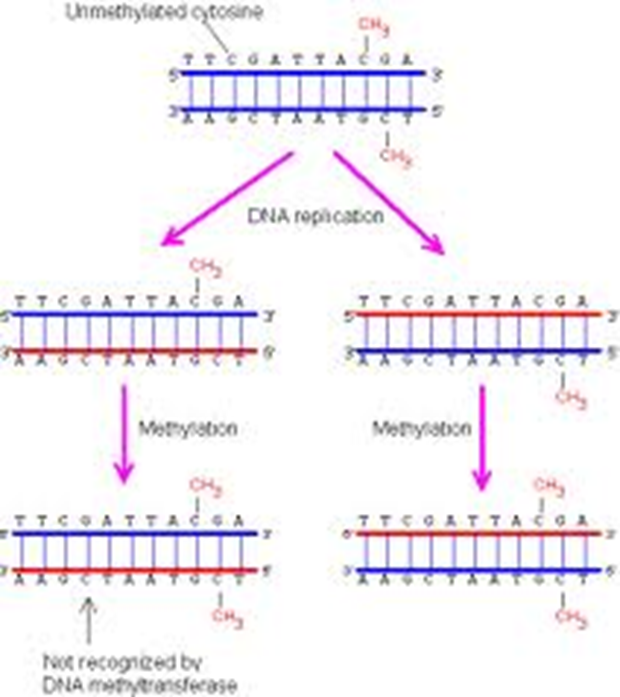 Unmethylated cytosine
CH3
T T C G A T T A C G A
5' 3'
3' 5'
A A G C T A A T G C T
CH3
DNA replication
CH3
T T C G A T T A C G A
5' 3'
3' 5'
A A G C T A A T G C T
T T C G A T T A C G A
5' 3'
3' 5'
A A G C T A A T G C T
CH3
Methylation
Methylation
CH3
T T C G A T T A C G A
5' 3'
3' 5'
A A G C T A A T G C T
CH3
CH3
T T C G A T T A C G A
5' 3'
3' 5'
A A G C T A A T G C T
CH3
Not recognized by
DNA methyltransferase